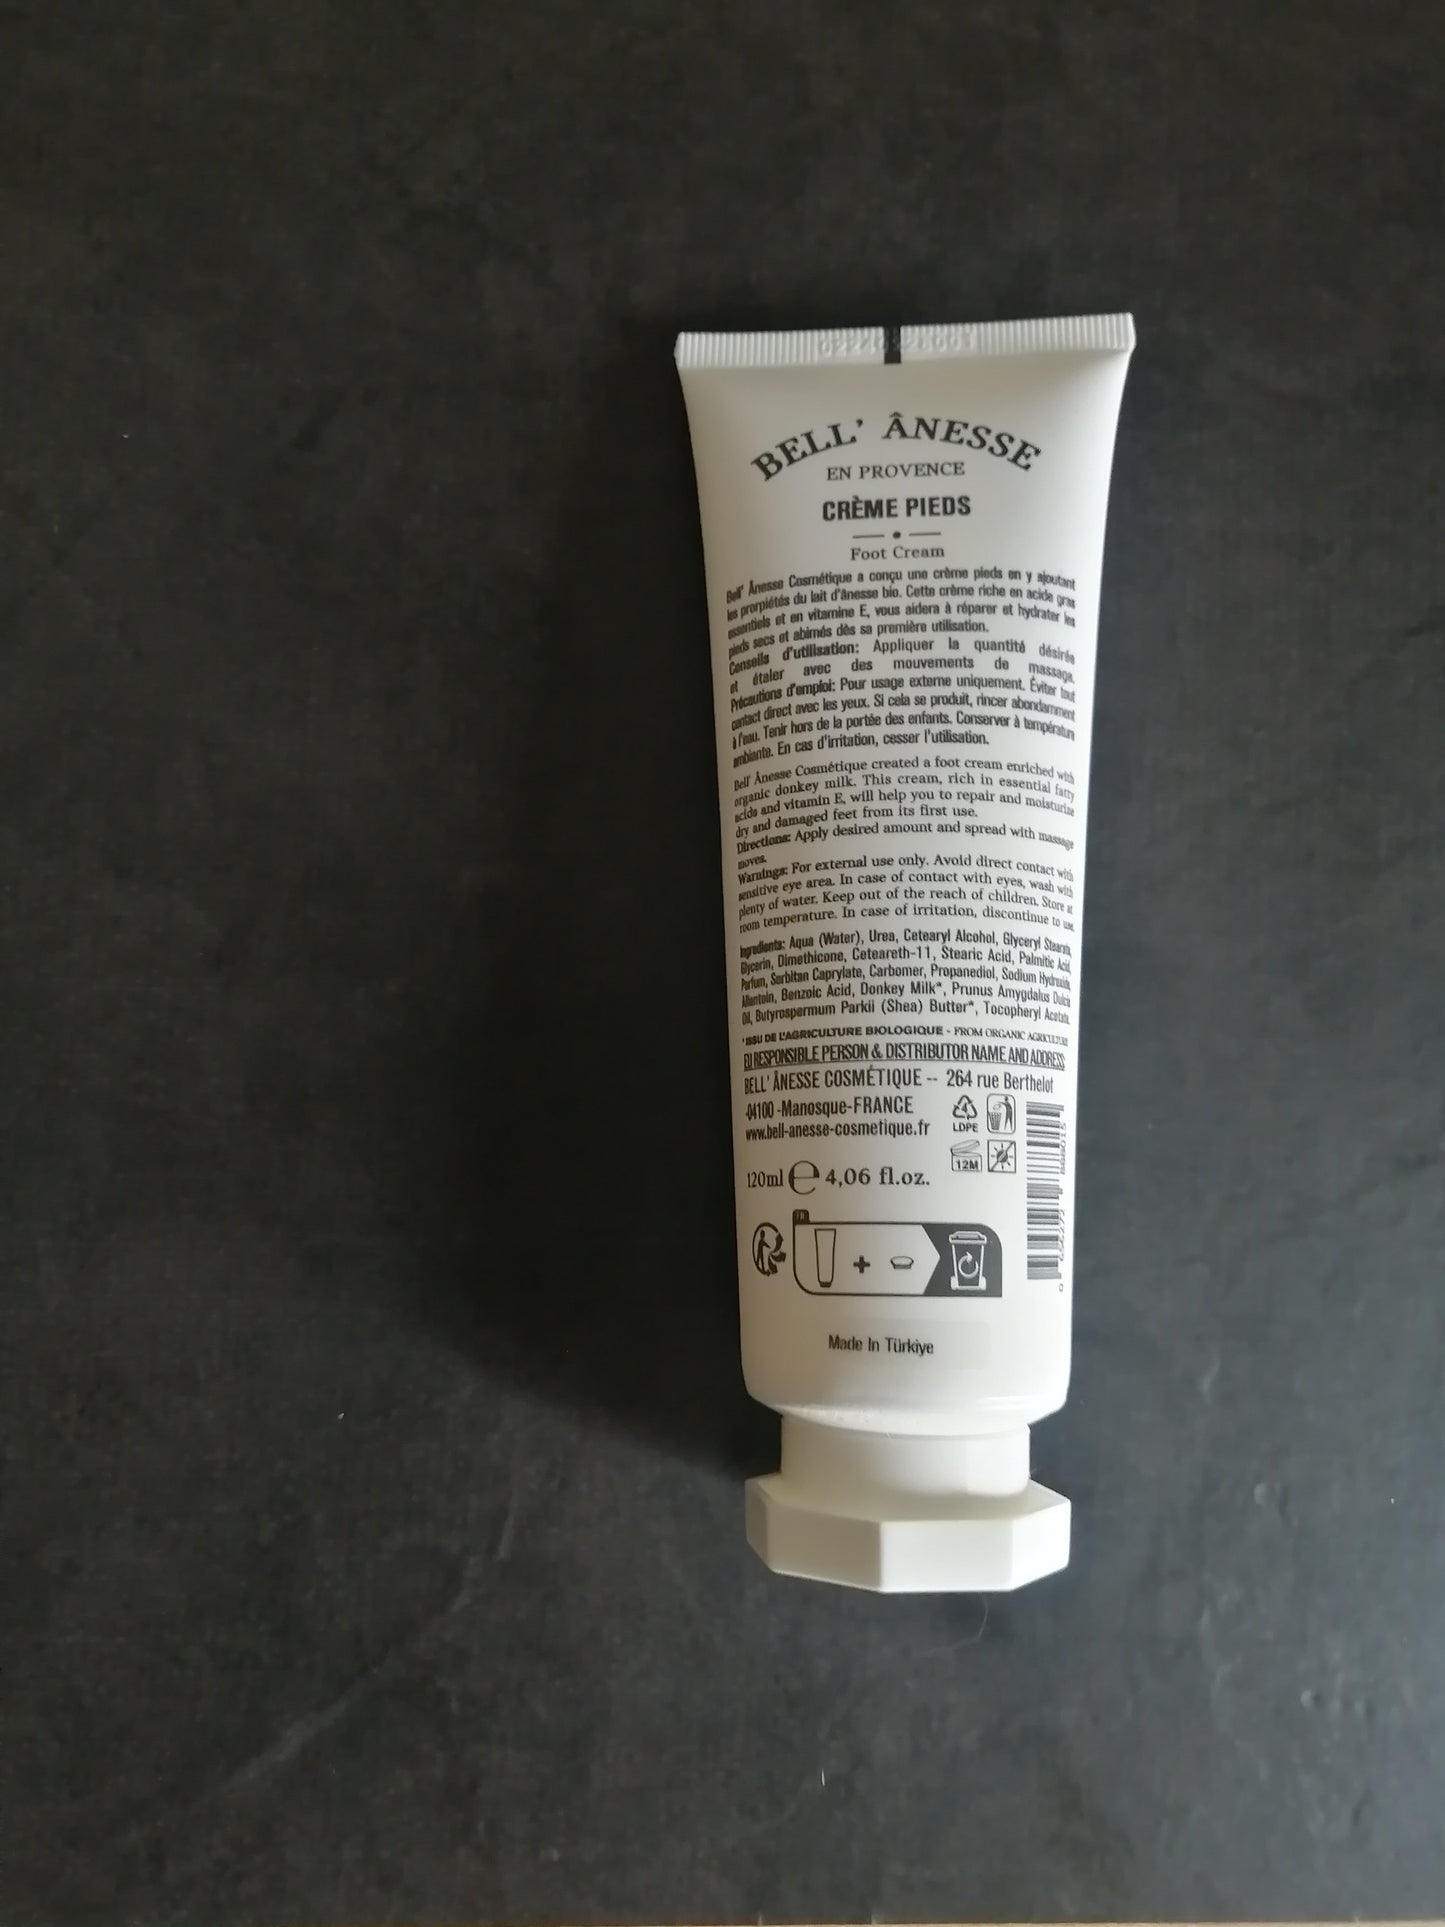 BELL' ÂNESSE
EN PROVENCE
CRÈME PIEDS
Foot Cream
Bell' Ânesse Cosmétique a conçu une crème pieds en y ajoutant
les prorpiétés du lait d'ânesse bio. Cette crème riche en acide gras
essentiels et en vitamine E, vous aidera à réparer et hydrater les
pieds secs et abimés dès sa première utilisation.
Conseils d'utilisation: Appliquer la quantité désirée
et étaler avec des mouvements de massage.
Précautions d'emploi: Pour usage externe uniquement. Éviter tout
contact direct avec les yeux. Si cela se produit, rincer abondamment
à l'eau. Tenir hors de la portée des enfants. Conserver à température
ambiante. En cas d'irritation, cesser l'utilisation.
Bell' Ânesse Cosmétique created a foot cream enriched with
organic donkey milk. This cream, rich in essential fatty
acids and vitamin E, will help you to repair and moisturize
dry and damaged feet from its first use.
Directions: Apply desired amount and spread with massage
moves.
Warnings: For external use only. Avoid direct contact with
sensitive eye area. In case of contact with eyes, wash with
plenty of water. Keep out of the reach of children. Store at
room temperature. In case of irritation, discontinue to use.
Ingredients: Aqua (Water), Urea, Cetearyl Alcohol, Glyceryl Stearate,
Glycerin, Dimethicone, Ceteareth-11, Stearic Acid, Palmitic Acid,
Parfum, Sorbitan Caprylate, Carbomer, Propanediol, Sodium Hydroxide,
Allantoin, Benzoic Acid, Donkey Milk*, Prunus Amygdalus Dulcis
Oil, Butyrospermum Parkii (Shea) Butter*, Tocopheryl Acetate.
*ISSU DE L'AGRICULTURE BIOLOGIQUE - FROM ORGANIC AGRICULTURE
EU RESPONSIBLE PERSON & DISTRIBUTOR NAME AND ADDRESS
BELL' ÂNESSE COSMÉTIQUE -- 264 rue Berthelot
-04100 -Manosque-FRANCE
www.bell-anesse-cosmetique.fr
4
LDPE
12M
120ml e 4,06 fl.oz.
FR
Made In Türkiye